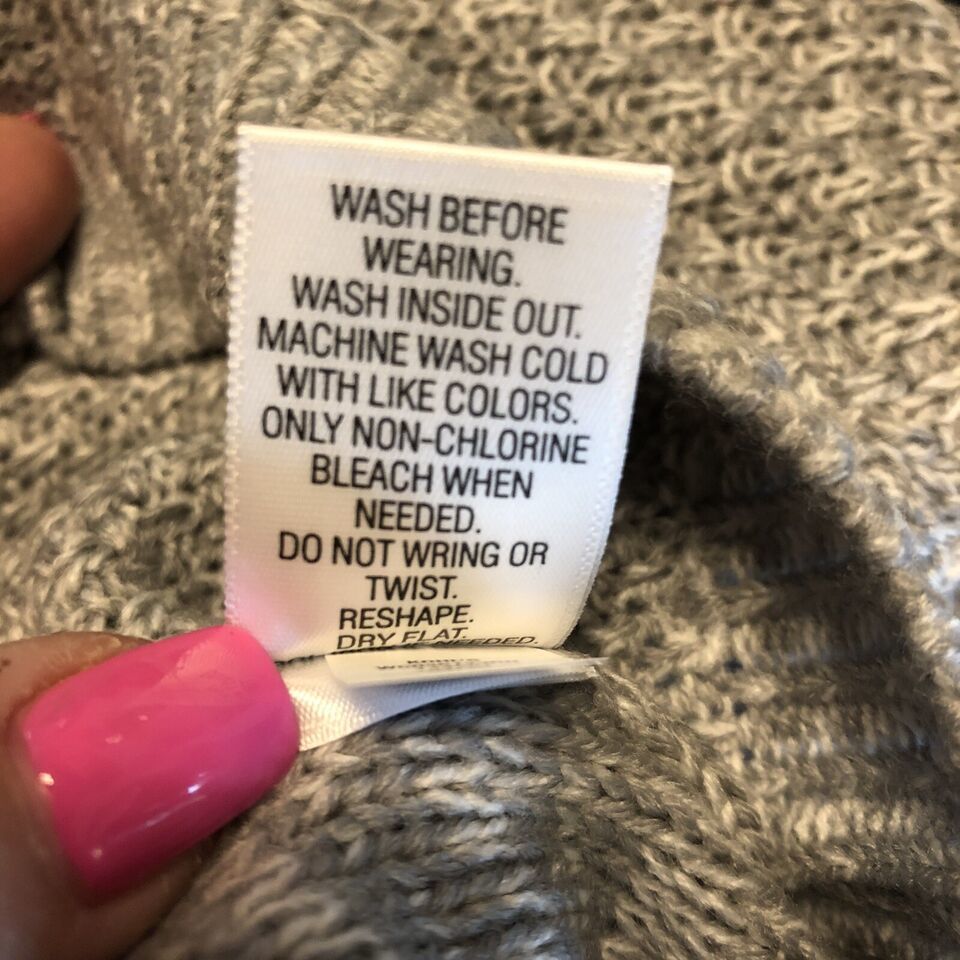 WASH BEFORE
WEARING.
WASH INSIDE OUT.
MACHINE WASH COLD
WITH LIKE COLORS.
ONLY NON-CHLORINE
BLEACH WHEN
NEEDED.
DO NOT WRING OR
TWIST.
RESHAPE.
DRY FLAT.
NEEDED.